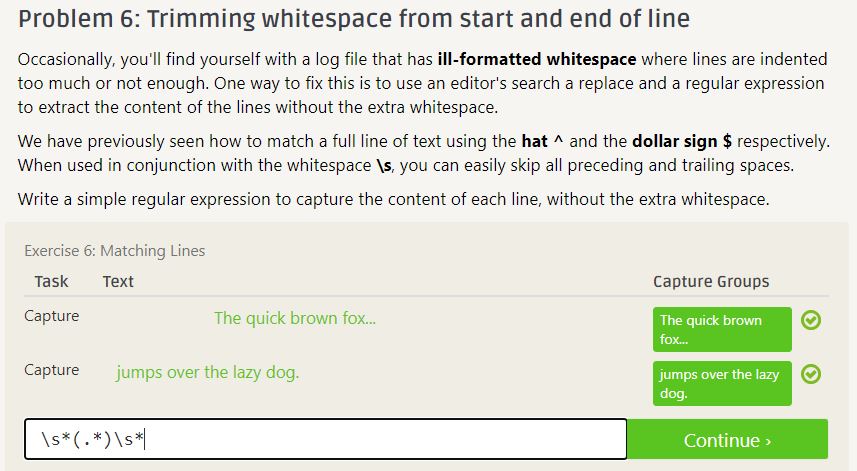 Problem 6: Trimming whitespace from start and end of line
Occasionally, you'll find yourself with a log file that has ill-formatted whitespace where lines are indented
too much or not enough. One way to fix this is to use an editor's search a replace and a regular expression
to extract the content of the lines without the extra whitespace.
We have previously seen how to match a full line of text using the hat ^ and the dollar sign $ respectively.
When used in conjunction with the whitespace \s, you can easily skip all preceding and trailing spaces.
Write a simple regular expression to capture the content of each line, without the extra whitespace.
Exercise 6: Matching Lines
Task Text Capture Groups
Capture The quick brown fox... The quick brown
fox...
Capture jumps over the lazy dog. jumps over the lazy
dog.
\s*(.*)\s* Continue ›